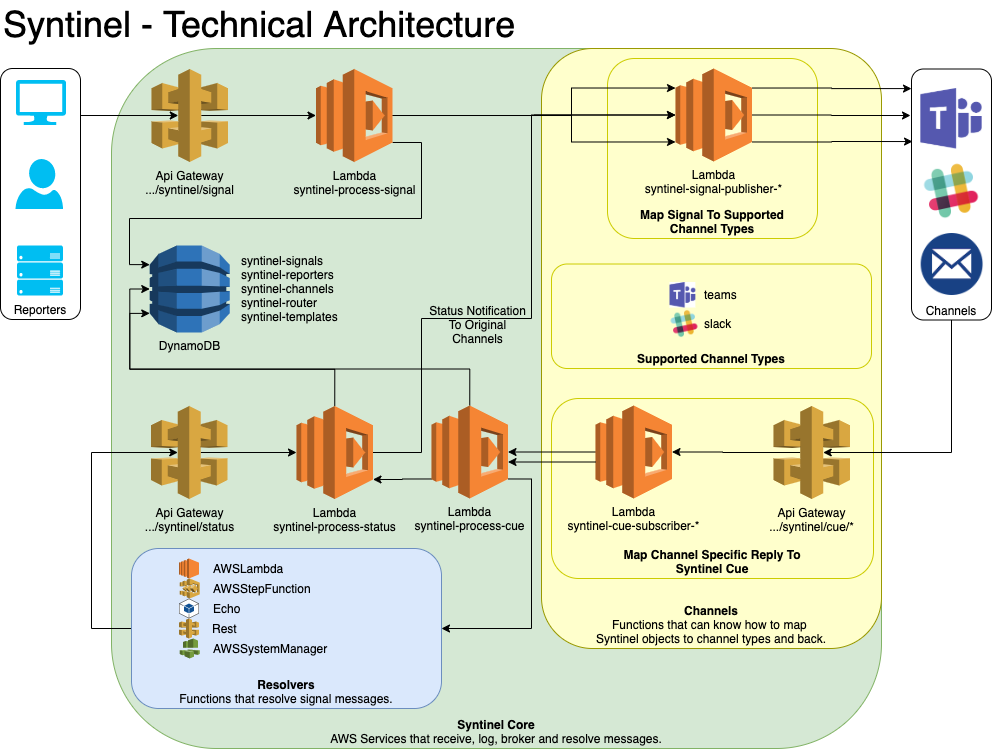 Syntinel - Technical Architecture
Reporters
Api Gateway
.../syntinel/signal
Lambda
syntinel-process-signal
Lambda
syntinel-signal-publisher-*
Map Signal To Supported
Channel Types
T
Channels
syntinel-signals
syntinel-reporters
syntinel-channels
syntinel-router
syntinel-templates
DynamoDB
Status Notification
To Original
Channels
T
teams
slack
Supported Channel Types
Api Gateway
.../syntinel/status
Lambda
syntinel-process-status
Lambda
syntinel-process-cue
Lambda
syntinel-cue-subscriber-*
Api Gateway
.../syntinel/cue/*
Map Channel Specific Reply To
Syntinel Cue
Channels
Functions that can know how to map
Syntinel objects to channel types and back.
AWSLambda
AWSStepFunction
Echo
Rest
AWSSystemManager
Resolvers
Functions that resolve signal messages.
Syntinel Core
AWS Services that receive, log, broker and resolve messages.